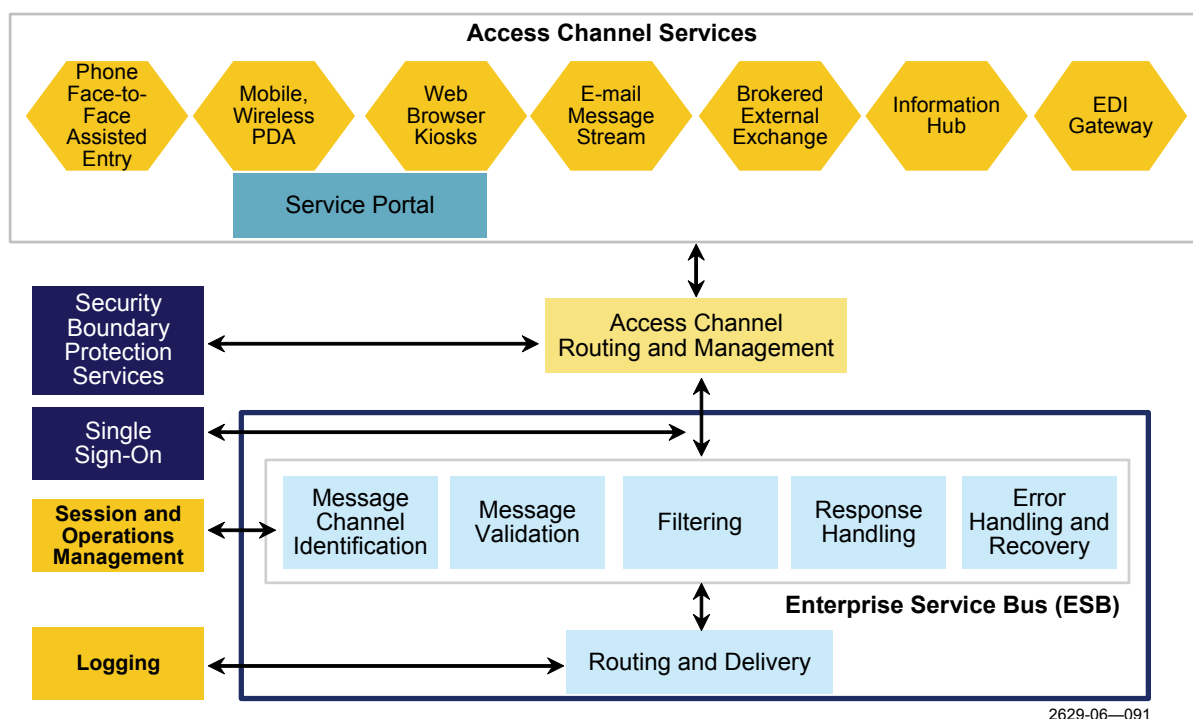 Access Channel Services
Phone
Face-to-
Face
Assisted
Entry
Mobile,
Wireless
PDA
Web
Browser
Kiosks
E-mail
Message
Stream
Brokered
External
Exchange
Information
Hub
EDI
Gateway
Service Portal
Security
Boundary
Protection
Services
Access Channel
Routing and Management
Single
Sign-On
Session and
Operations
Management
Message
Channel
Identification
Message
Validation
Filtering
Response
Handling
Error
Handling and
Recovery
Enterprise Service Bus (ESB)
Logging
Routing and Delivery
2629-06—091